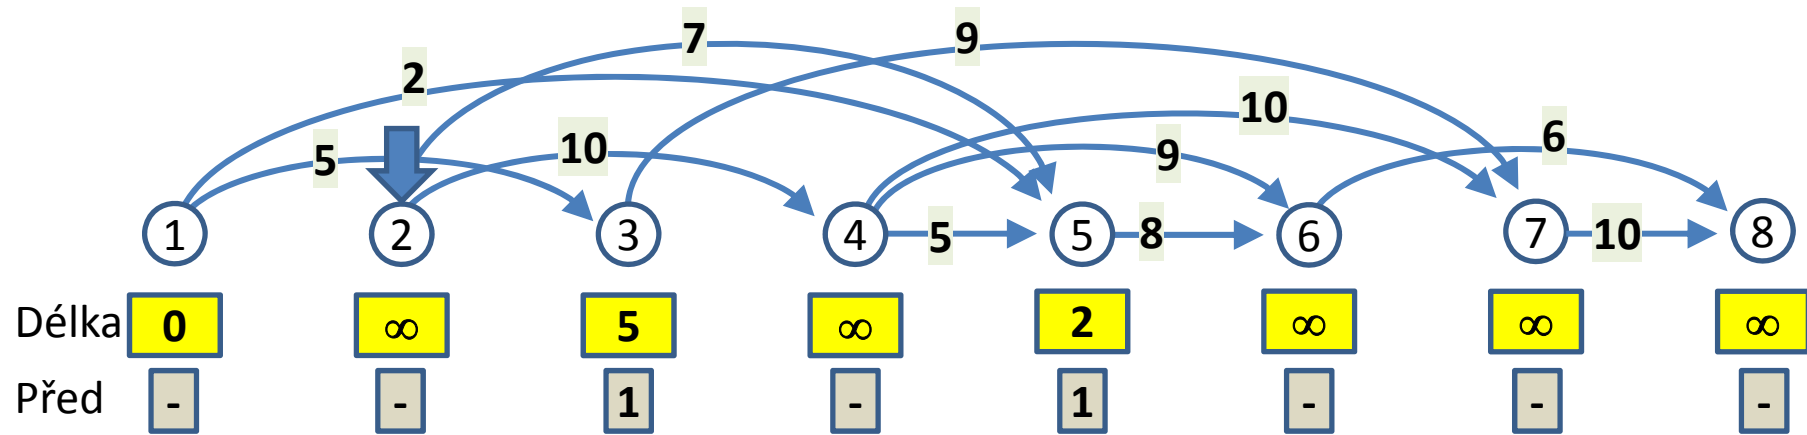 7 9
2 10
5 10 9 6
1 2 3 4 5 5 8 6 7 10 8
Délka 0 ∞ 5 ∞ 2 ∞ ∞ ∞
Před - - 1 - 1 - - -